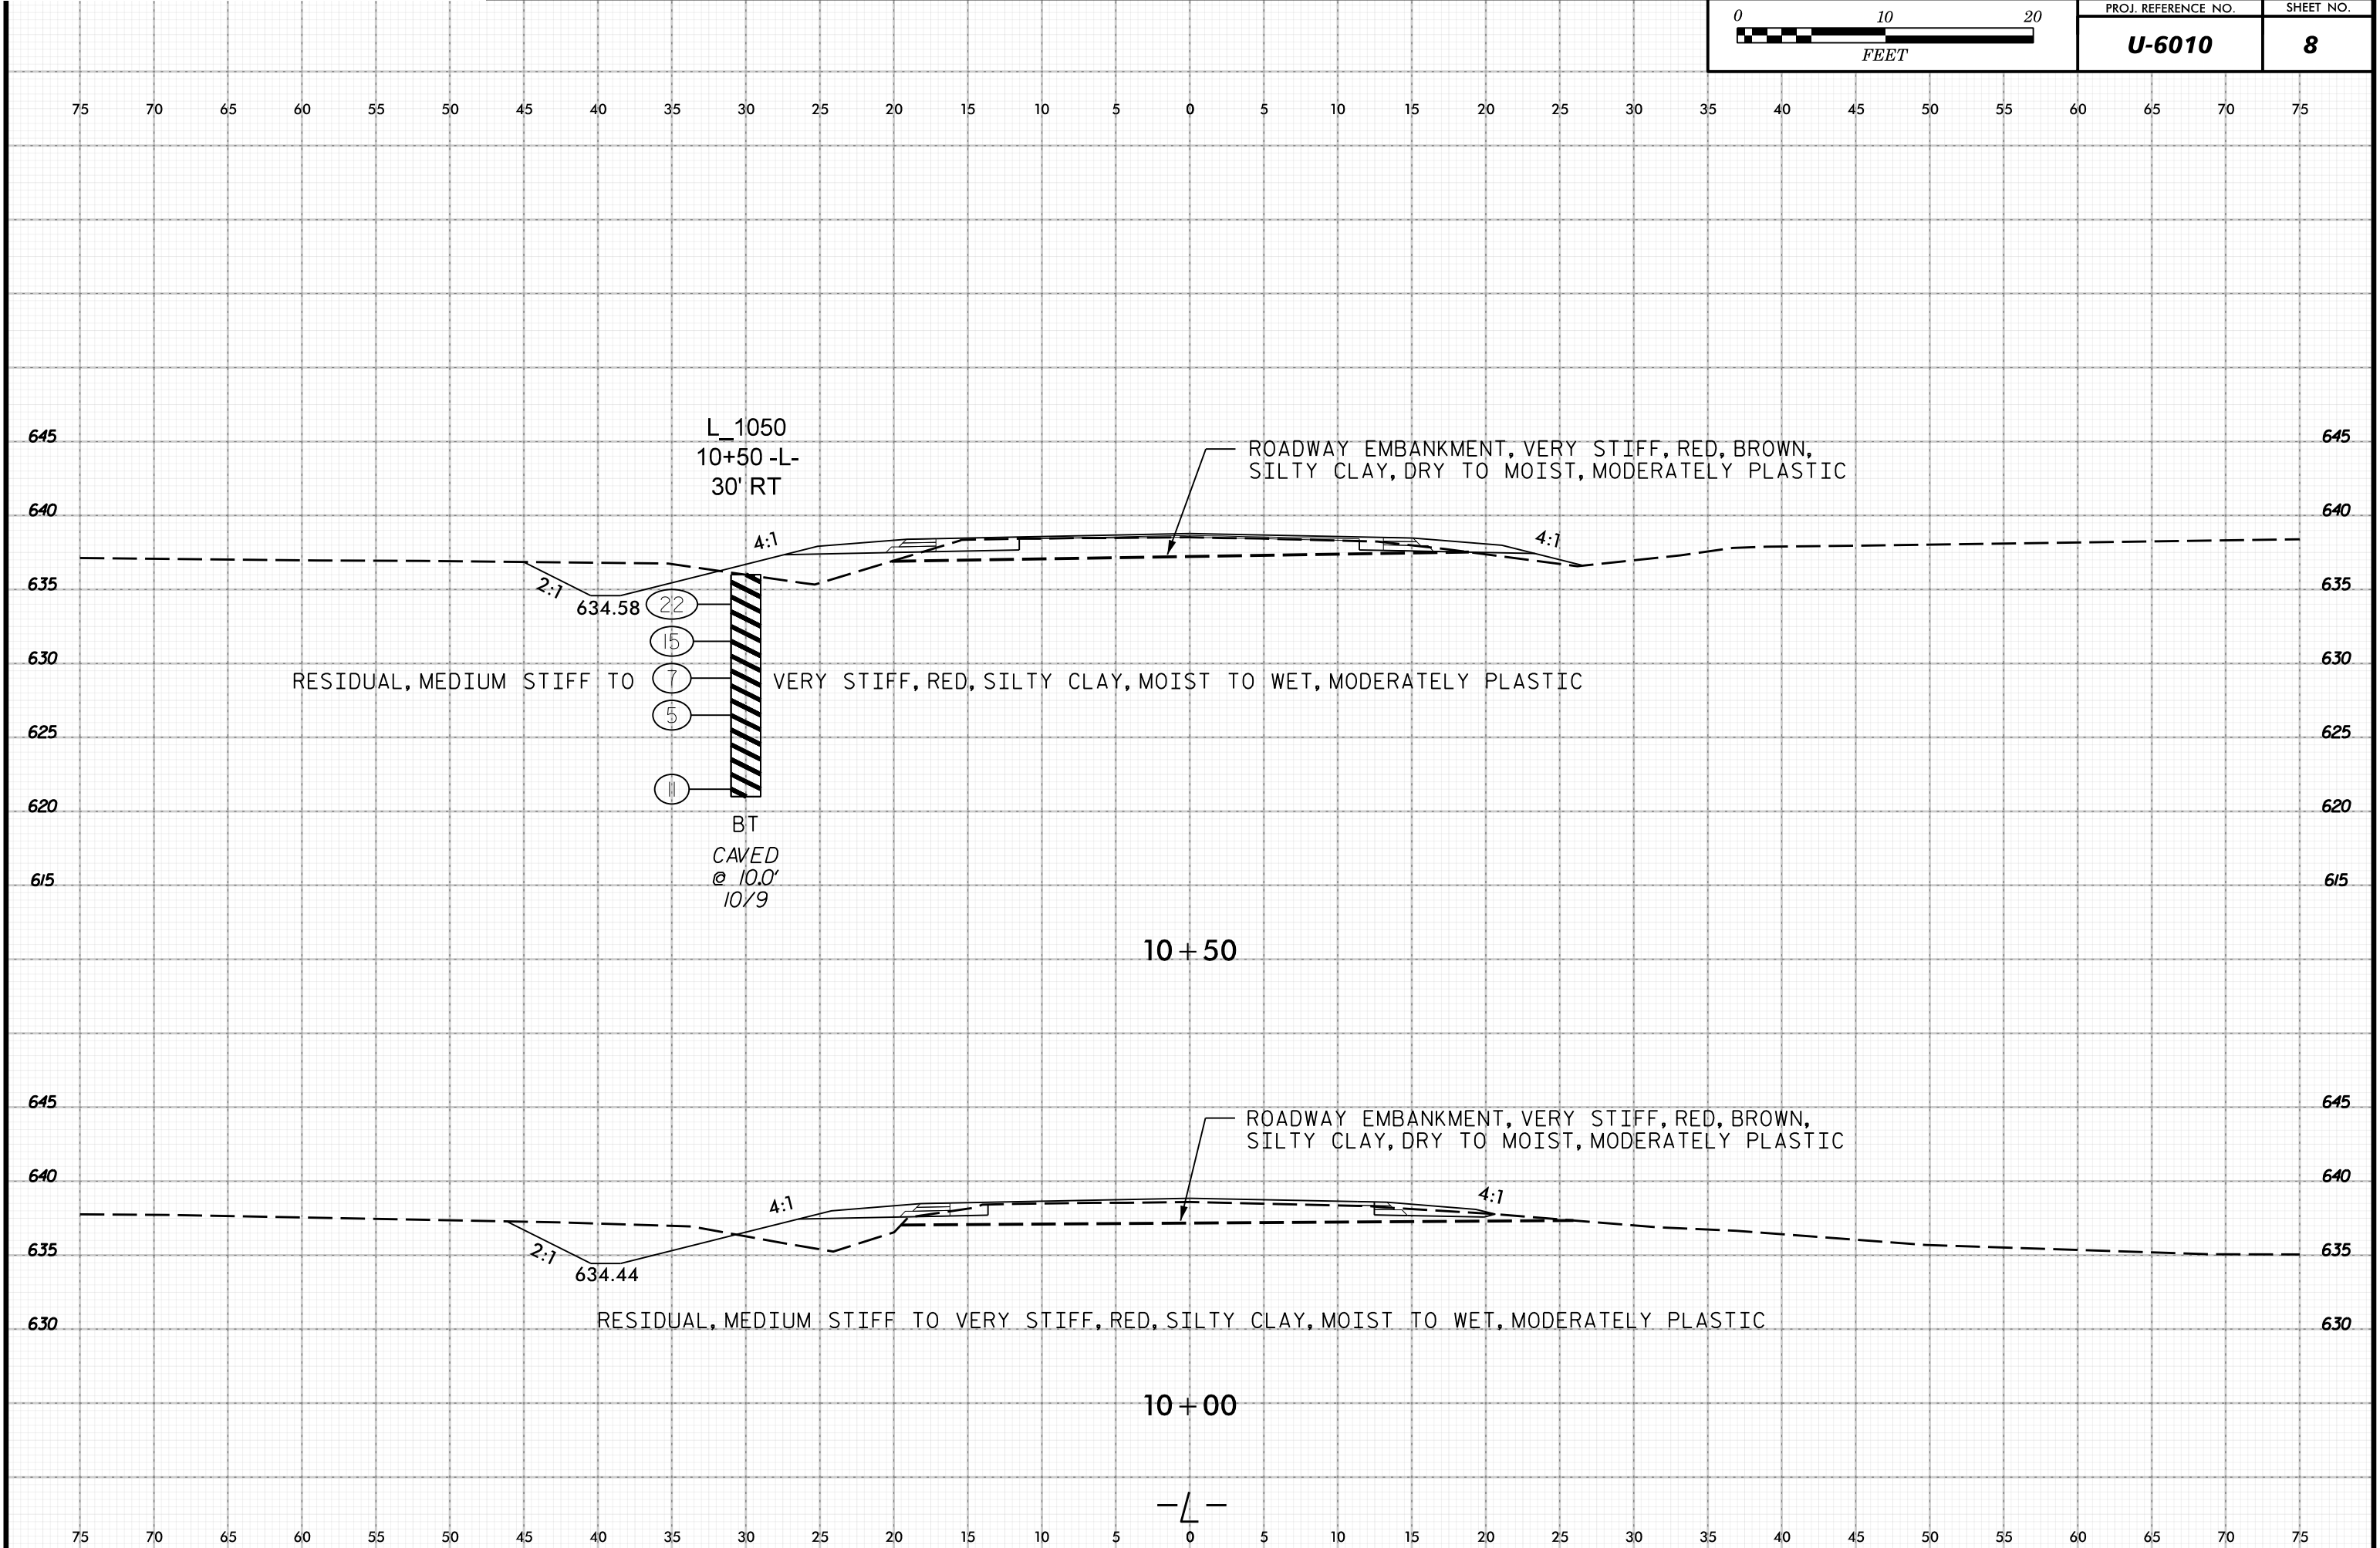 0 10 20
FEET
PROJ. REFERENCE NO. SHEET NO.
U-6010 8
75 70 65 60 55 50 45 40 35 30 25 20 15 10 5 0 5 10 15 20 25 30 35 40 45 50 55 60 65 70 75
L_1050
10+50 -L-
30' RT
645 645
ROADWAY EMBANKMENT, VERY STIFF, RED, BROWN,
SILTY CLAY, DRY TO MOIST, MODERATELY PLASTIC
640 640
4:1 4:1
635 635
2:1
634.58
22
15
630 630
RESIDUAL, MEDIUM STIFF TO 7 VERY STIFF, RED, SILTY CLAY, MOIST TO WET, MODERATELY PLASTIC
5
625 625
11
620 620
BT
CAVED
@ 10.0'
10/9
615 615
10+50
645 645
ROADWAY EMBANKMENT, VERY STIFF, RED, BROWN,
SILTY CLAY, DRY TO MOIST, MODERATELY PLASTIC
640 640
4:1 4:1
635 635
2:1
634.44
RESIDUAL, MEDIUM STIFF TO VERY STIFF, RED, SILTY CLAY, MOIST TO WET, MODERATELY PLASTIC
630 630
10+00
-L-
75 70 65 60 55 50 45 40 35 30 25 20 15 10 5 0 5 10 15 20 25 30 35 40 45 50 55 60 65 70 75